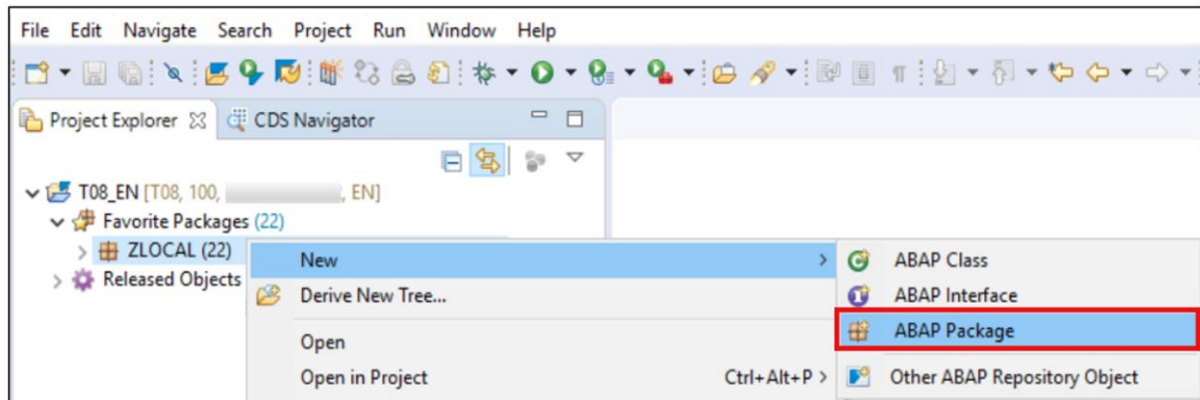 File Edit Navigate Search Project Run Window Help
Project Explorer CDS Navigator
T08_EN [T08, 100, , EN]
Favorite Packages (22)
ZLOCAL (22)
Released Objects
New
Derive New Tree...
Open
Open in Project Ctrl+Alt+P >
ABAP Class
ABAP Interface
ABAP Package
Other ABAP Repository Object